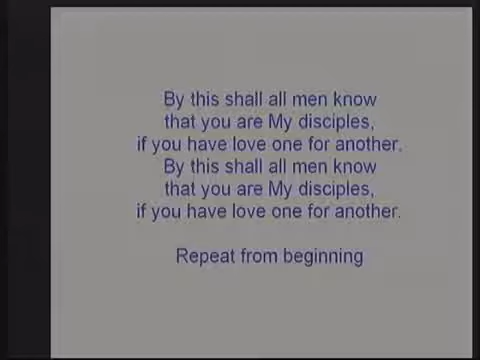 By this shall all men know
that you are My disciples,
if you have love one for another.
By this shall all men know
that you are My disciples,
if you have love one for another.
Repeat from beginning